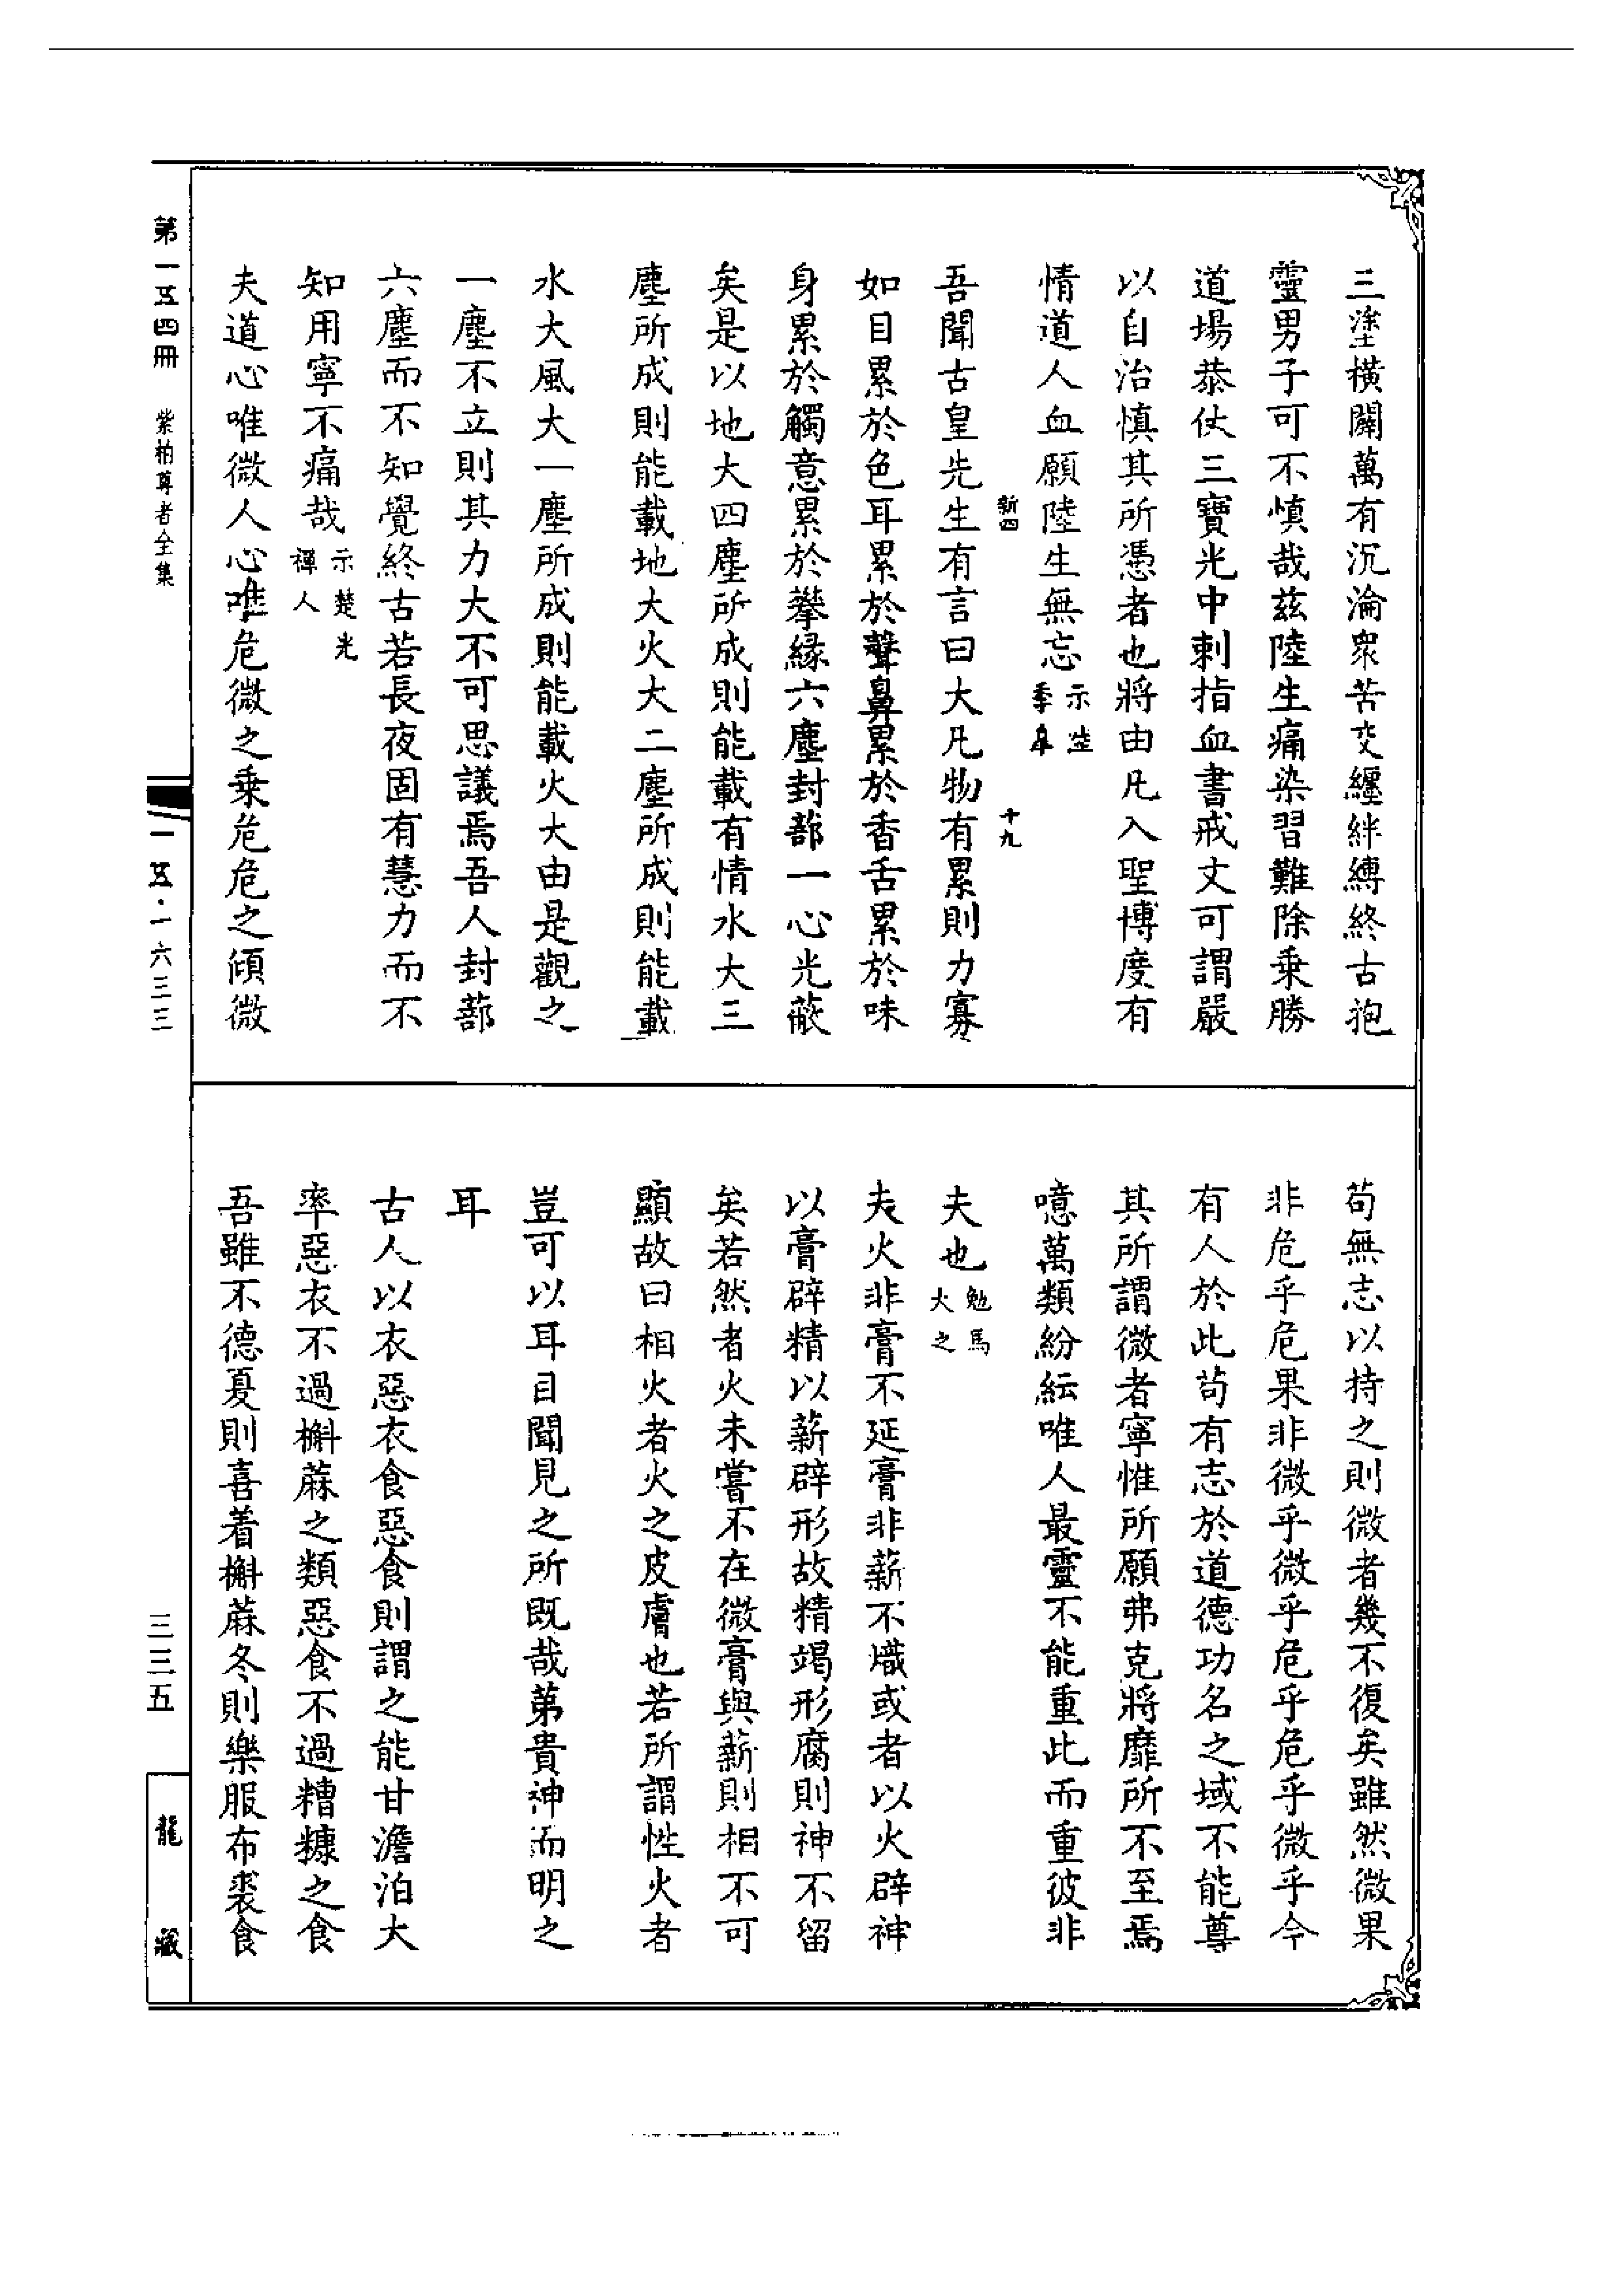 三塗橫闢萬有沉淪衆苦交纏絆縛終古抱
靈男子可不慎哉茲陸生痛染習難除乗勝
道場恭仗三寶光中剌指血書戒文可謂嚴
以自治慎其所憑者也將由凡入聖博度有
情道人血願陸生無忘示陸季臯
新四 十九
吾聞古皇先生有言曰大凡物有累則力寡
如目累於色耳累於聲鼻累於香舌累於味
身累於觸意累於攀緣六塵封蔀一心光蔽
矣是以地大四塵所成則能載有情水大三
塵所成則能載地大火大二塵所成則能載
水大風大一塵所成則能載火大由是觀之
一塵不立則其力大不可思議焉吾人封蔀
六塵而不知覺終古若長夜固有慧力而不
知用寧不痛哉示楚光禪人
夫道心唯微人心唯危微之乗危危之傾微
苟無志以持之則微者幾不復矣雖然微果
非危乎危果非微乎微乎危乎危乎微乎今
有人於此苟有志於道德功名之域不能尊
其所謂微者寧惟所願弗克將靡所不至焉
噫萬類紛紜唯人最靈不能重此而重彼非
夫也勉馬火之
夫火非膏不延膏非薪不熾或者以火辟神
以膏辟精以薪辟形故精竭形腐則神不留
矣若然者火未嘗不在微膏與薪則相不可
顯故曰相火者火之皮膚也若所謂性火者
豈可以耳目聞見之所既哉第貴神而明之
耳
古人以衣惡衣食惡食則謂之能甘澹泊大
率惡衣不過槲蔴之類惡食不過糟糠之食
吾雖不德夏則喜着槲蔴冬則樂服布裘食
第一五四冊 紫柏尊者全集
一五·一六三三
三三五
龍藏